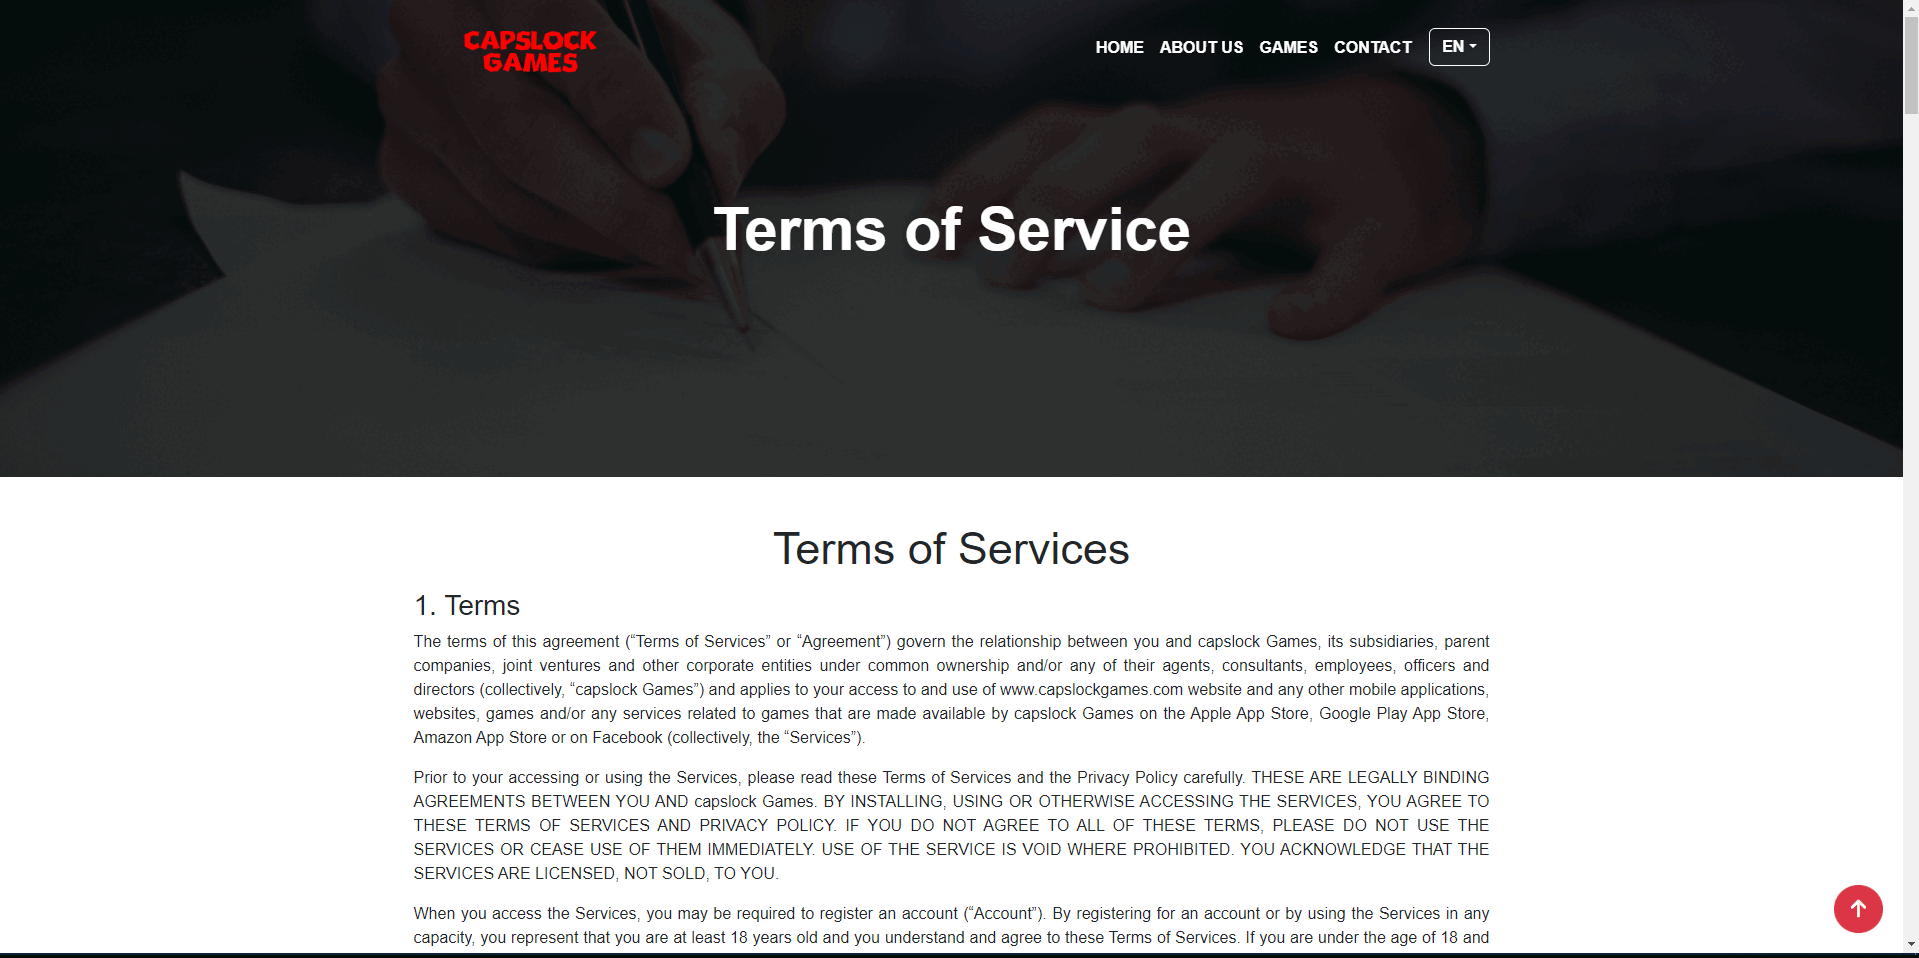 CAPSLOCK
GAMES
HOME ABOUT US GAMES CONTACT EN
Terms of Service
Terms of Services
1. Terms
The terms of this agreement (“Terms of Services” or “Agreement”) govern the relationship between you and capslock Games, its subsidiaries, parent
companies, joint ventures and other corporate entities under common ownership and/or any of their agents, consultants, employees, officers and
directors (collectively, “capslock Games”) and applies to your access to and use of www.capslockgames.com website and any other mobile applications,
websites, games and/or any services related to games that are made available by capslock Games on the Apple App Store, Google Play App Store,
Amazon App Store or on Facebook (collectively, the “Services”).
Prior to your accessing or using the Services, please read these Terms of Services and the Privacy Policy carefully. THESE ARE LEGALLY BINDING
AGREEMENTS BETWEEN YOU AND capslock Games. BY INSTALLING, USING OR OTHERWISE ACCESSING THE SERVICES, YOU AGREE TO
THESE TERMS OF SERVICES AND PRIVACY POLICY. IF YOU DO NOT AGREE TO ALL OF THESE TERMS, PLEASE DO NOT USE THE
SERVICES OR CEASE USE OF THEM IMMEDIATELY. USE OF THE SERVICE IS VOID WHERE PROHIBITED. YOU ACKNOWLEDGE THAT THE
SERVICES ARE LICENSED, NOT SOLD, TO YOU.
When you access the Services, you may be required to register an account (“Account”). By registering for an account or by using the Services in any
capacity, you represent that you are at least 18 years old and you understand and agree to these Terms of Services. If you are under the age of 18 and